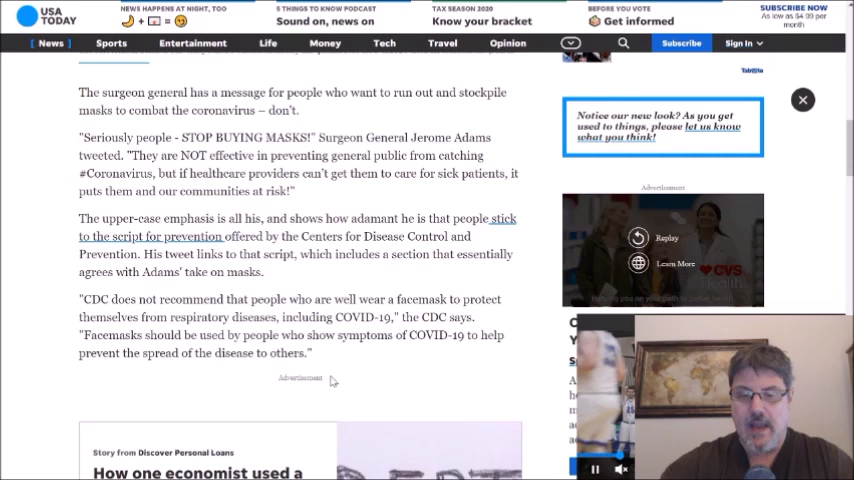 USA TODAY
NEWS HAPPENS AT NIGHT, TOO
5 THINGS TO KNOW PODCAST
Sound on, news on
TAX SEASON 2020
Know your bracket
BEFORE YOU VOTE
Get informed
SUBSCRIBE NOW
As low as $4.99 per month
[ News ] Sports Entertainment Life Money Tech Travel Opinion Subscribe Sign In
The surgeon general has a message for people who want to run out and stockpile
masks to combat the coronavirus – don't.
"Seriously people - STOP BUYING MASKS!" Surgeon General Jerome Adams
tweeted. "They are NOT effective in preventing general public from catching
#Coronavirus, but if healthcare providers can't get them to care for sick patients, it
puts them and our communities at risk!"
The upper-case emphasis is all his, and shows how adamant he is that people stick
to the script for prevention offered by the Centers for Disease Control and
Prevention. His tweet links to that script, which includes a section that essentially
agrees with Adams' take on masks.
"CDC does not recommend that people who are well wear a facemask to protect
themselves from respiratory diseases, including COVID-19," the CDC says.
"Facemasks should be used by people who show symptoms of COVID-19 to help
prevent the spread of the disease to others."
Advertisement
Story from Discover Personal Loans
How one economist used a
Taboola
Notice our new look? As you get
used to things, please let us know
what you think!
Advertisement
Replay
Learn More
CVS
Health
Helping you on your path to better health